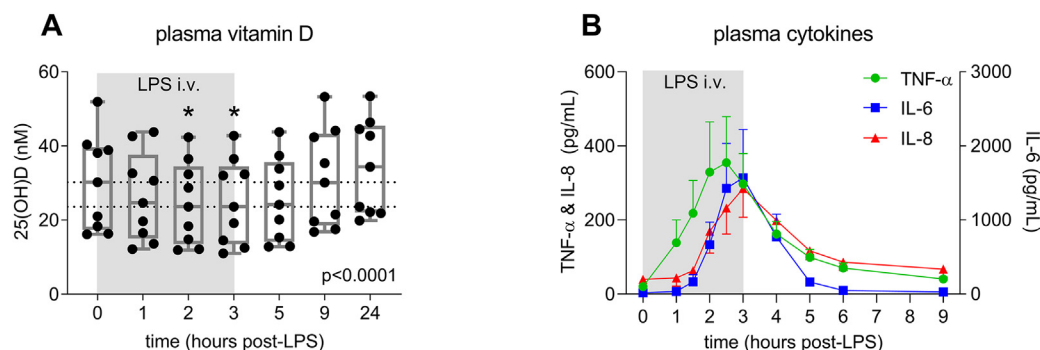 A
plasma vitamin D
60
40
20
0
25(OH)D (nM)
LPS i.v.
*
*
p<0.0001
0 1 2 3 5 9 24
time (hours post-LPS)
B
plasma cytokines
600
400
200
0
TNF-α & IL-8 (pg/mL)
LPS i.v.
TNF-α
IL-6
IL-8
3000
2000
1000
0
IL-6 (pg/mL)
0 1 2 3 4 5 6 7 8 9
time (hours post-LPS)